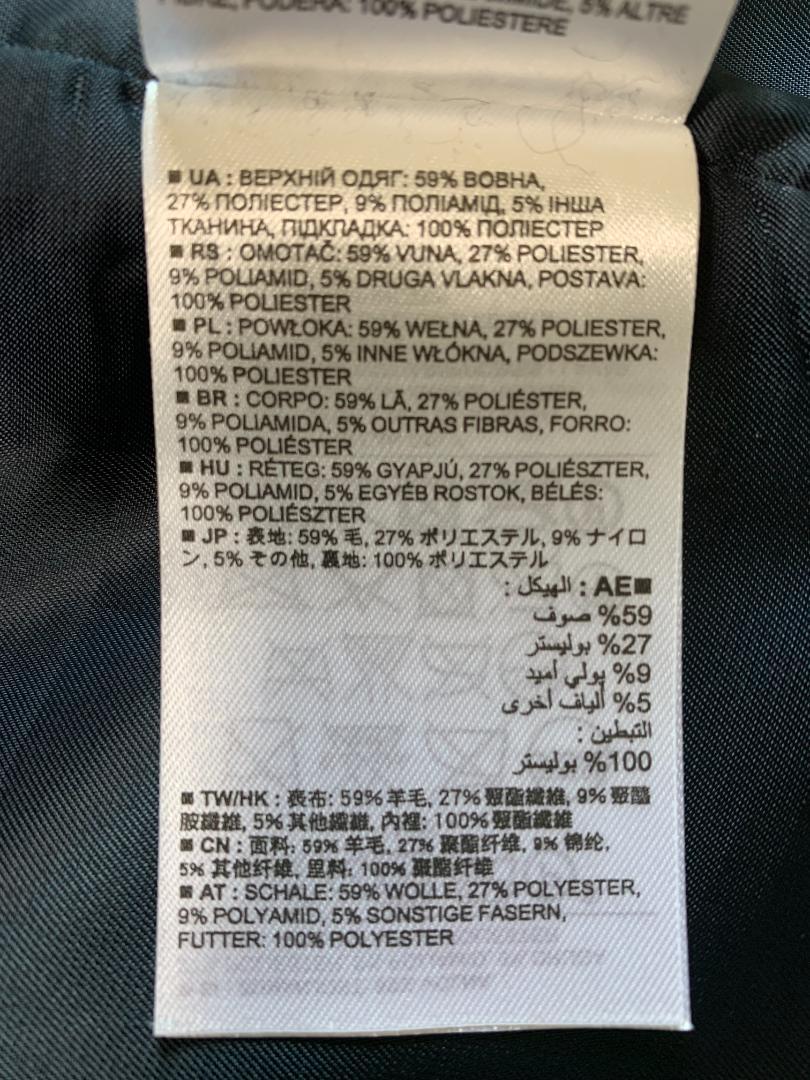 5% ALTRE
FIBRE, FODERA: 100% POLIESTERE
■ UA : ВЕРХНІЙ ОДЯГ: 59% ВОВНА,
27% ПОЛІЕСТЕР, 9% ПОЛІАМІД, 5% ІНША
ТКАНИНА, ПІДКЛАДКА: 100% ПОЛІЕСТЕР
■ RS : OMOTAČ: 59% VUNA, 27% POLIESTER,
9% POLIAMID, 5% DRUGA VLAKNA, POSTAVA:
100% POLIESTER
■ PL : POWŁOKA: 59% WEŁNA, 27% POLIESTER,
9% POLIAMID, 5% INNE WŁÓKNA, PODSZEWKA:
100% POLIESTER
■ BR : CORPO: 59% LÃ, 27% POLIÉSTER,
9% POLIAMIDA, 5% OUTRAS FIBRAS, FORRO:
100% POLIÉSTER
■ HU : RÉTEG: 59% GYAPJÚ, 27% POLIÉSZTER,
9% POLIAMID, 5% EGYÉB ROSTOK, BÉLÉS:
100% POLIÉSZTER
■ JP : 表地: 59% 毛, 27% ポリエステル, 9% ナイロ
ン, 5% その他, 裏地: 100% ポリエステル
■AE : الهيكل :
59% صوف
27% بوليستر
9% بولي أميد
5% ألياف أخرى
التبطين :
100% بوليستر
■ TW/HK : 表布: 59% 羊毛, 27% 聚酯纖維, 9% 聚醯
胺纖維, 5% 其他纖維, 內裡: 100% 聚酯纖維
■ CN : 面料: 59% 羊毛, 27% 聚酯纤维, 9% 锦纶,
5% 其他纤维, 里料: 100% 聚酯纤维
■ AT : SCHALE: 59% WOLLE, 27% POLYESTER,
9% POLYAMID, 5% SONSTIGE FASERN,
FUTTER: 100% POLYESTER